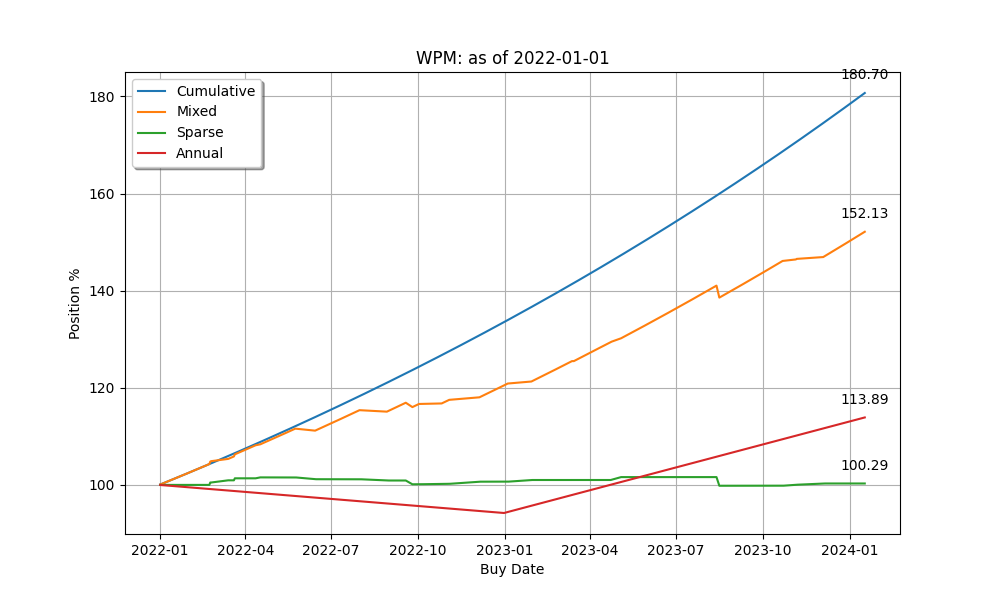 WPM: as of 2022-01-01
180.70
180
Cumulative
Mixed
Sparse
Annual
160
152.13
140
120
113.89
100.29
100
Position %
2022-01 2022-04 2022-07 2022-10 2023-01 2023-04 2023-07 2023-10 2024-01
Buy Date